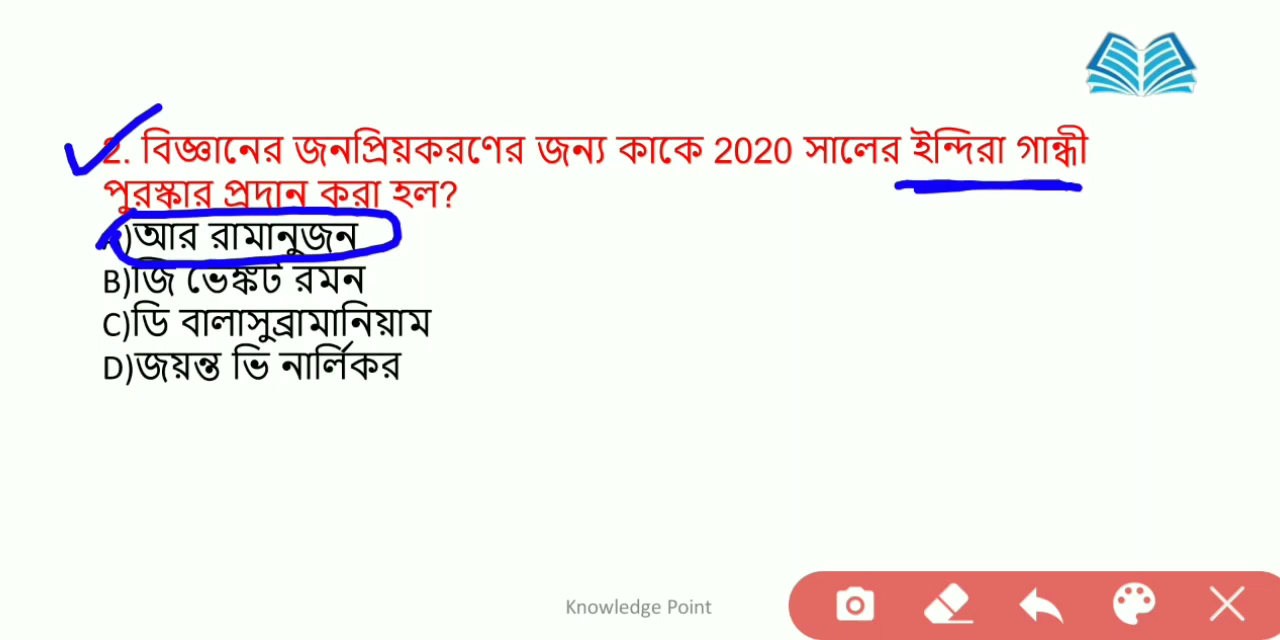 2. বিজ্ঞানের জনপ্রিয়করণের জন্য কাকে 2020 সালের ইন্দিরা গান্ধী
পুরস্কার প্রদান করা হল?
A)আর রামানুজন
B)জি ভেঙ্কট রমন
C)ডি বালাসুব্রামানিয়াম
D)জয়ন্ত ভি নার্লিকর
Knowledge Point